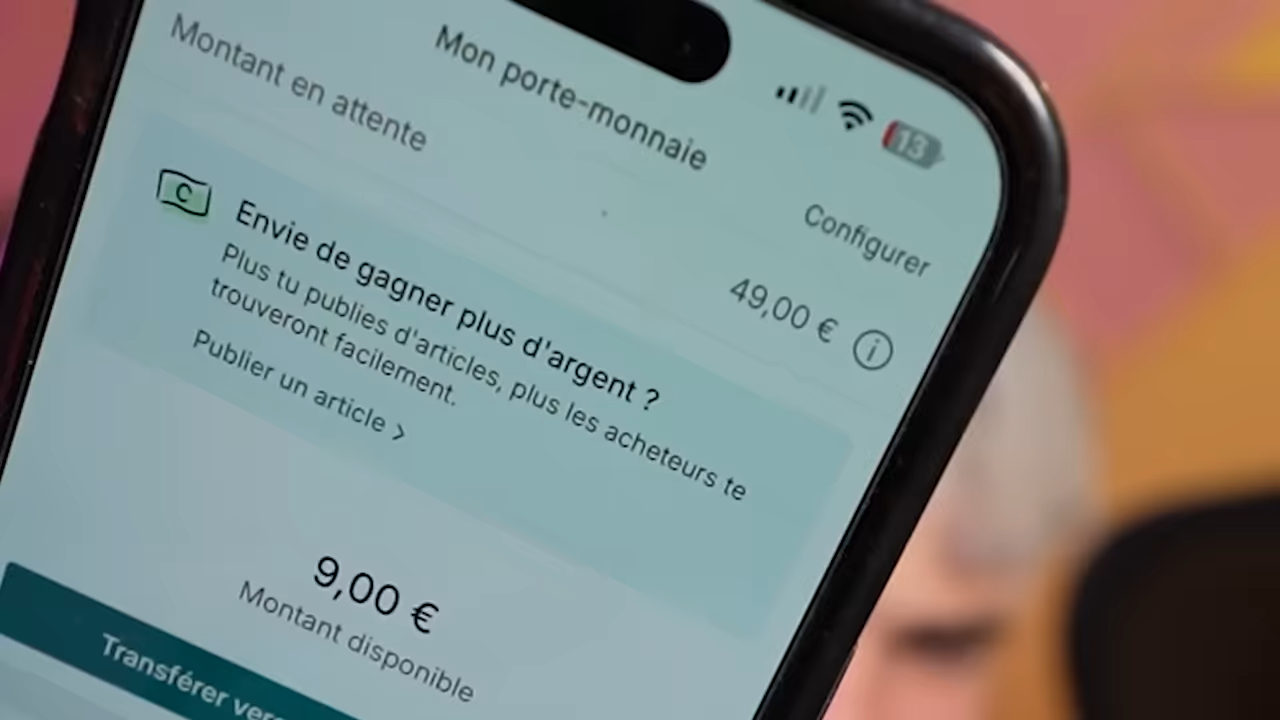 13
Mon porte-monnaie
Configurer
Montant en attente
49,00 €
Envie de gagner plus d'argent ?
Plus tu publies d'articles, plus les acheteurs te
trouveront facilement.
Publier un article >
9,00 €
Montant disponible
Transférer vers